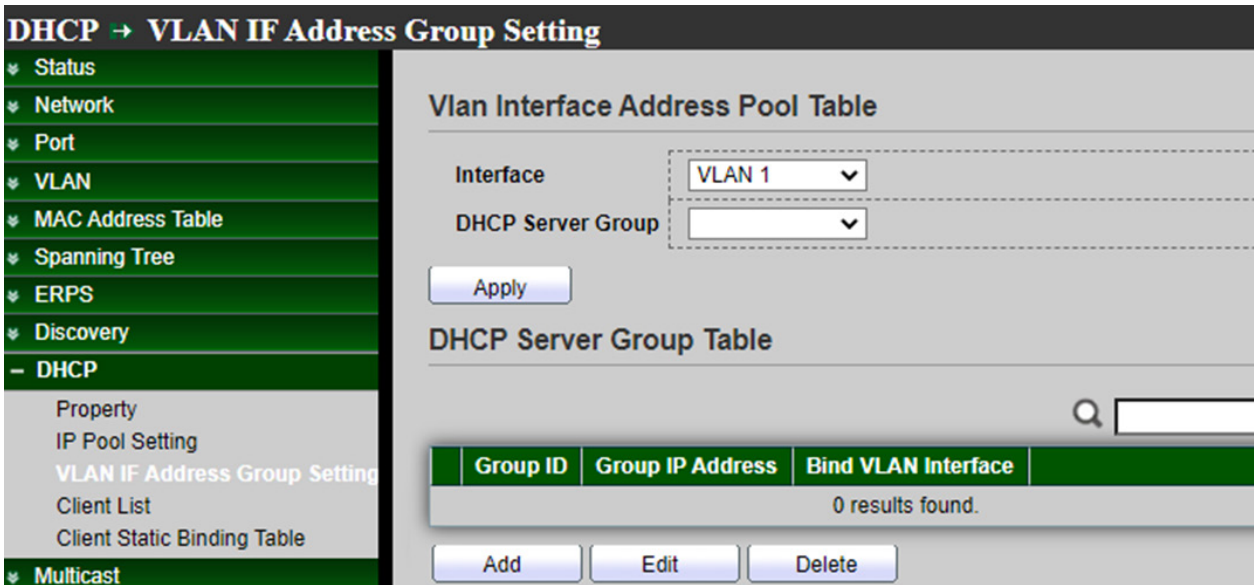 DHCP → VLAN IF Address Group Setting
Status
Network
Port
VLAN
MAC Address Table
Spanning Tree
ERPS
Discovery
DHCP
Property
IP Pool Setting
VLAN IF Address Group Setting
Client List
Client Static Binding Table
Multicast
Vlan Interface Address Pool Table
Interface VLAN 1
DHCP Server Group
Apply
DHCP Server Group Table
Group ID Group IP Address Bind VLAN Interface
0 results found.
Add Edit Delete